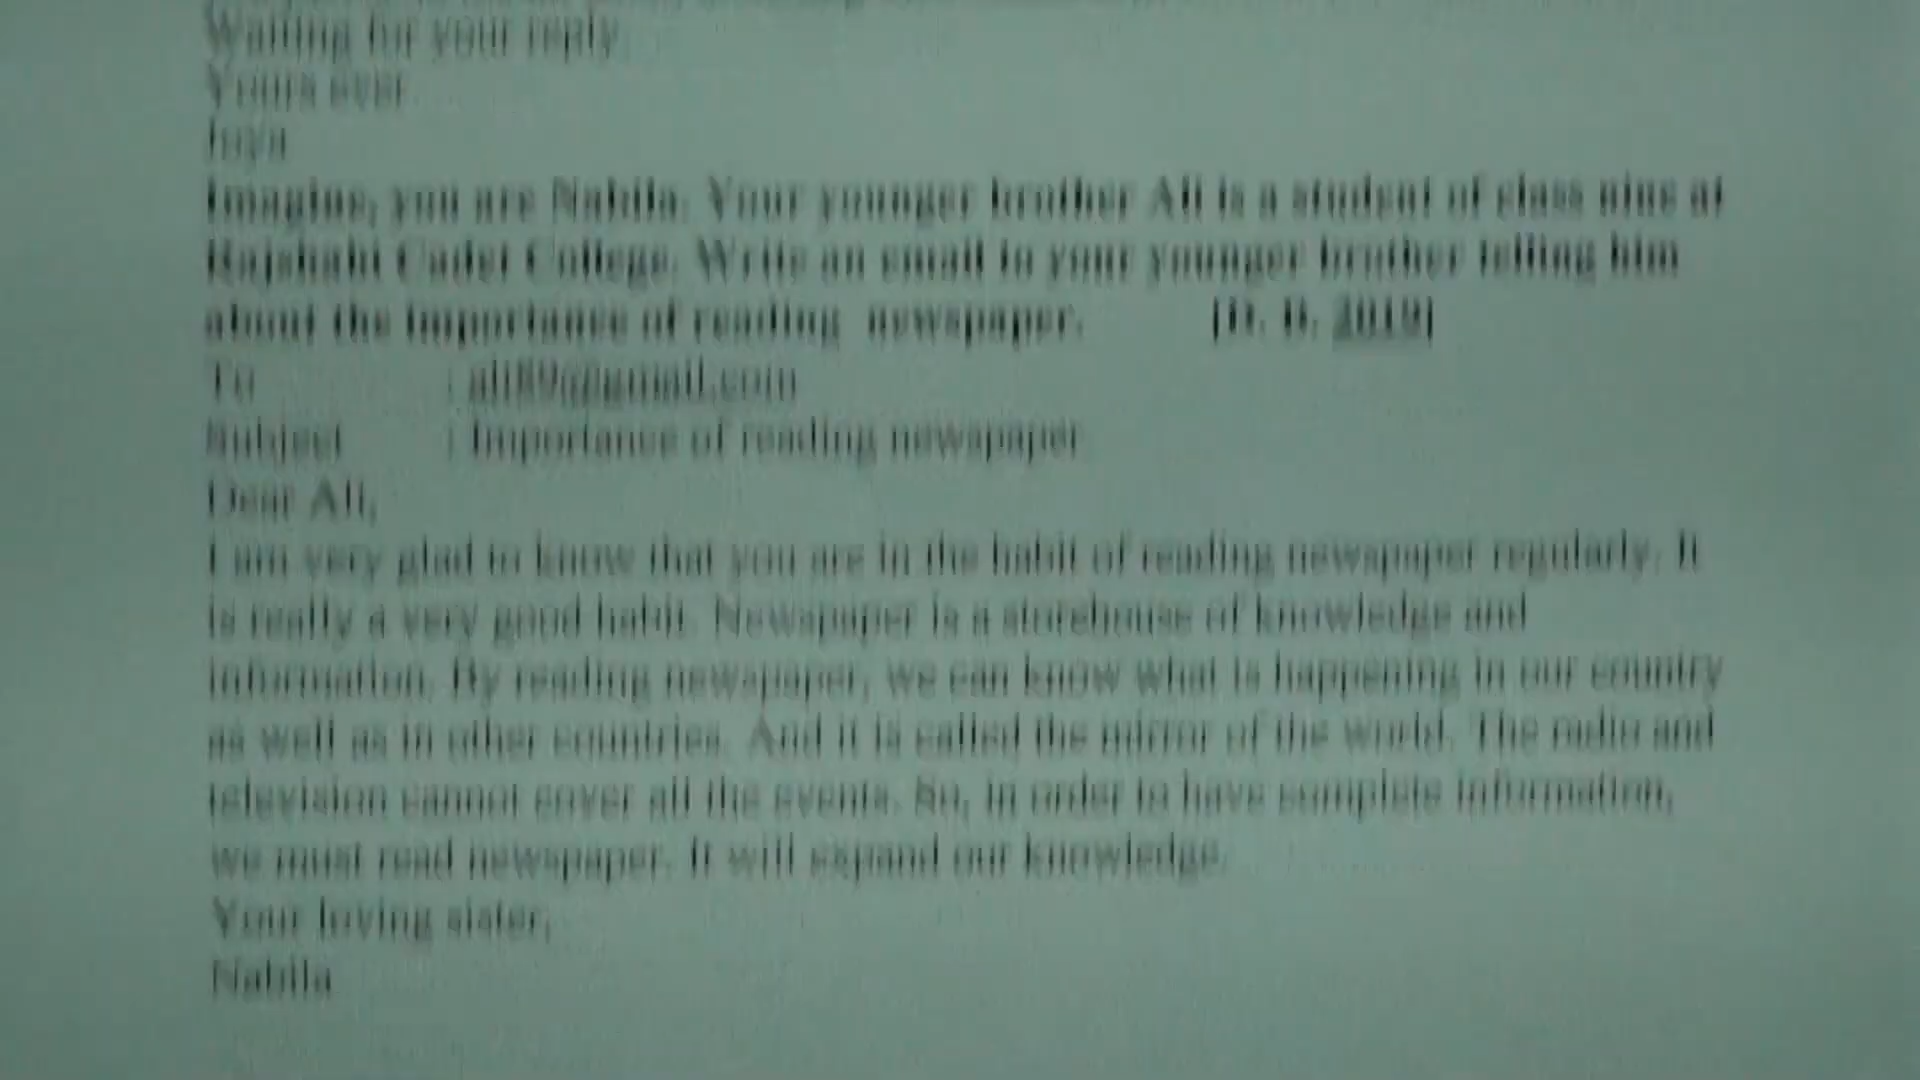 Waiting for your reply
Yours ever
Joya
Imagine, you are Nabila. Your younger brother Ali is a student of class nine at
Rajshahi Cadet College. Write an email to your younger brother telling him
about the importance of reading newspaper. [D. B. 2019]
To : ali89@gmail.com
Subject : Importance of reading newspaper
Dear Ali,
I am very glad to know that you are in the habit of reading newspaper regularly. It
is really a very good habit. Newspaper is a storehouse of knowledge and
information. By reading newspaper, we can know what is happening in our country
as well as in other countries. And it is called the mirror of the world. The radio and
television cannot cover all the events. So, in order to have complete information,
we must read newspaper. It will expand our knowledge.
Your loving sister,
Nabila